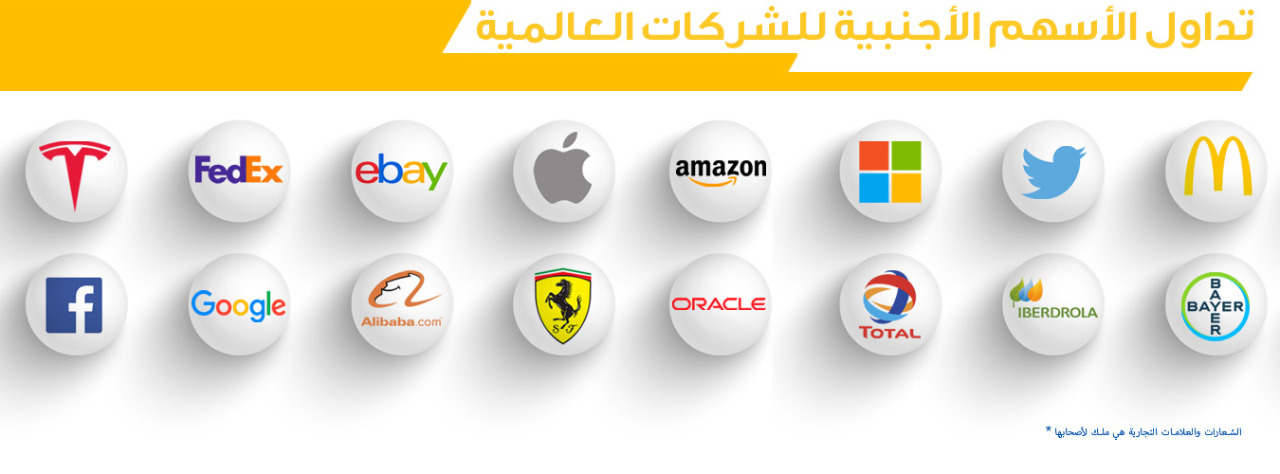 تداول الأسهم الأجنبية للشركات العالمية
FedEx
ebay
amazon
Google
Alibaba.com
S F
ORACLE
TOTAL
IBERDROLA
BAYER
BAYER
الشعارات والعلامات التجارية هي ملك لأصحابها *